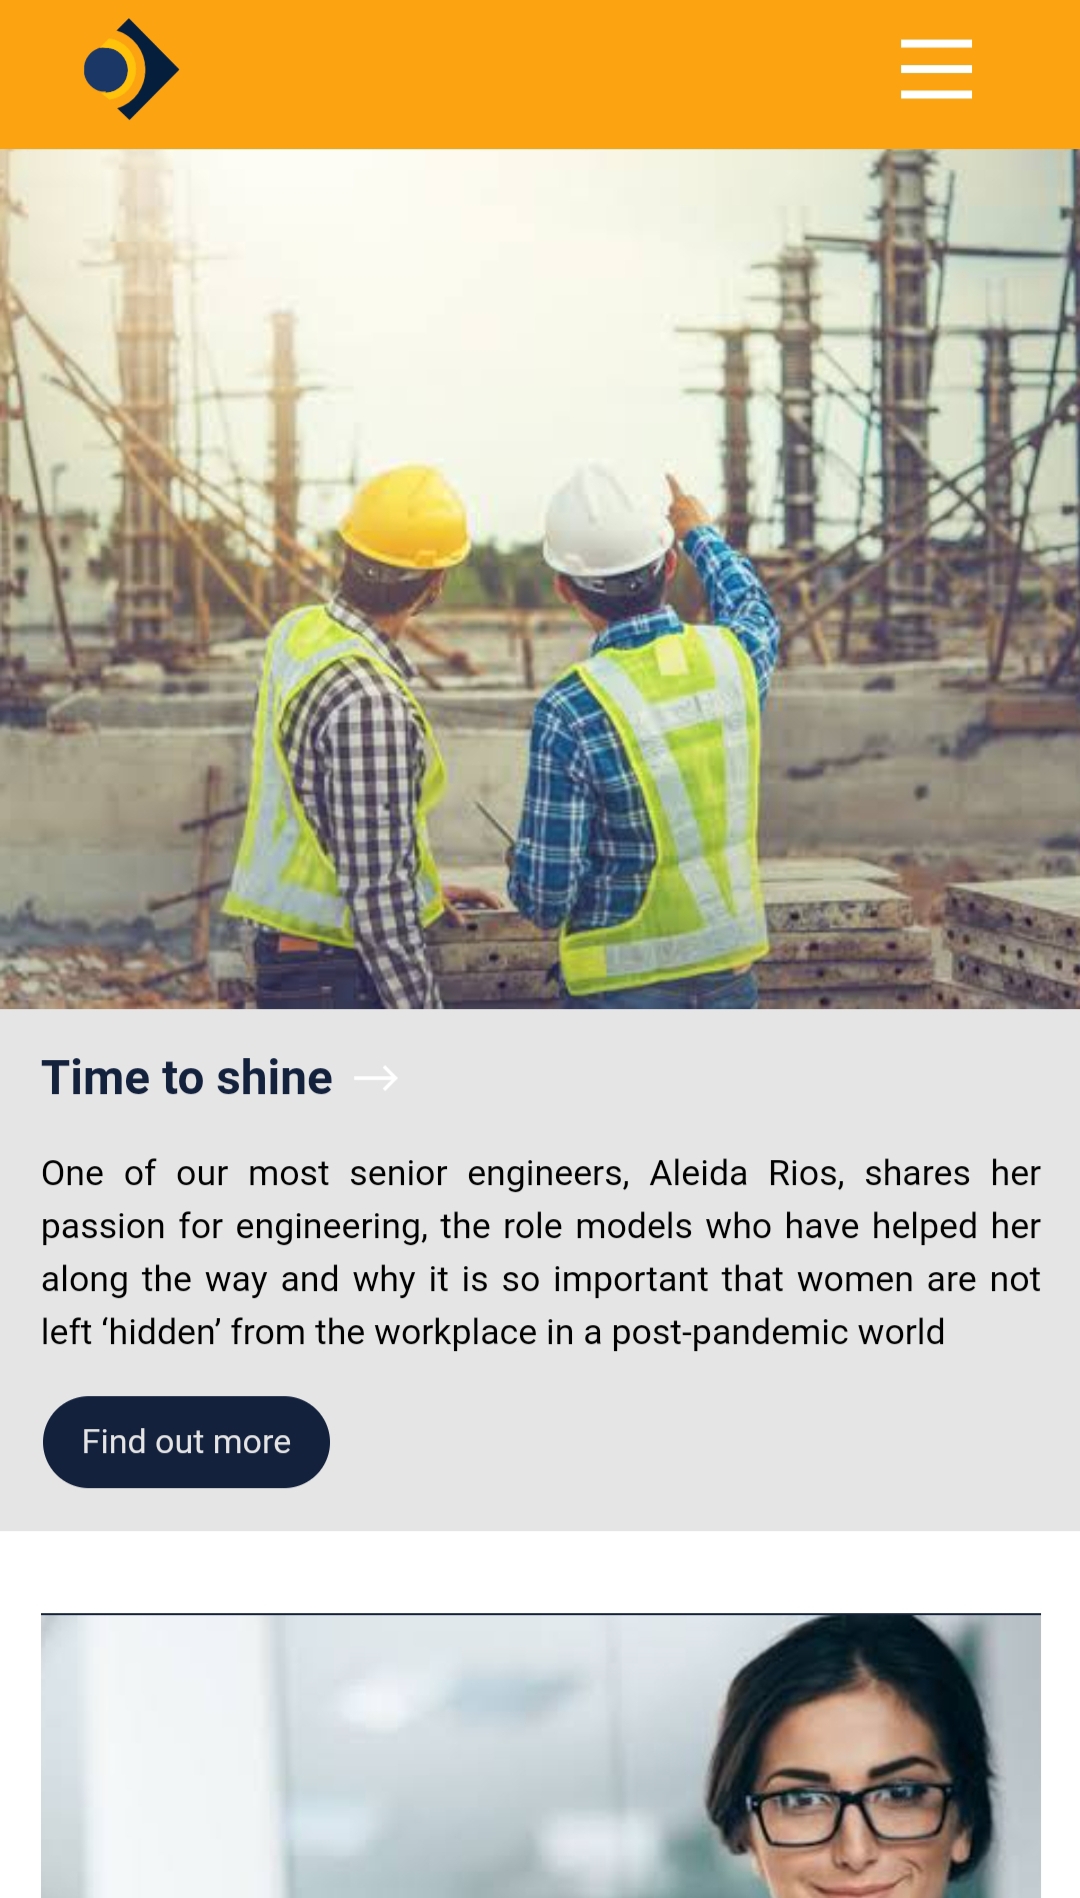 Time to shine →
One of our most senior engineers, Aleida Rios, shares her
passion for engineering, the role models who have helped her
along the way and why it is so important that women are not
left ‘hidden’ from the workplace in a post-pandemic world
Find out more